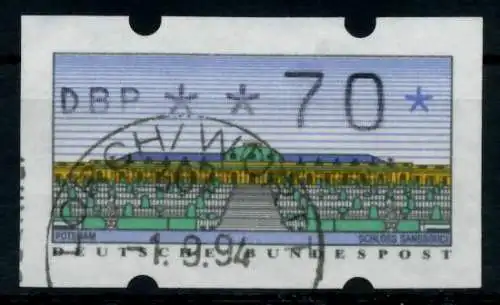 DBP ** 70 *
POTSDAM SCHLOSS SANSSOUCI
-1.9.94
DEUTSCHE BUNDESPOST